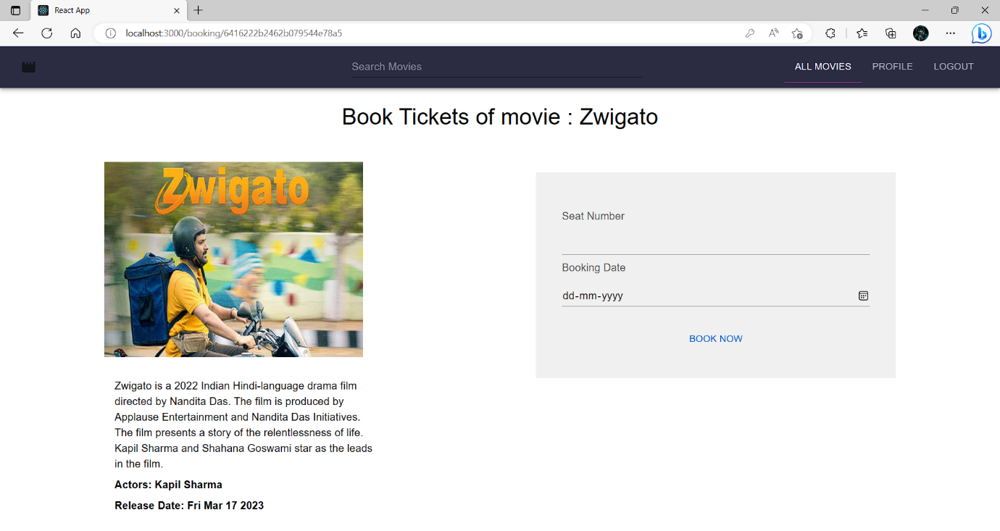 React App
localhost:3000/booking/6416222b2462b079544e78a5
Search Movies
ALL MOVIES
PROFILE
LOGOUT
Book Tickets of movie : Zwigato
Zwigato
Seat Number
Booking Date
dd-mm-yyyy
BOOK NOW
Zwigato is a 2022 Indian Hindi-language drama film
directed by Nandita Das. The film is produced by
Applause Entertainment and Nandita Das Initiatives.
The film presents a story of the relentlessness of life.
Kapil Sharma and Shahana Goswami star as the leads
in the film.
Actors: Kapil Sharma
Release Date: Fri Mar 17 2023